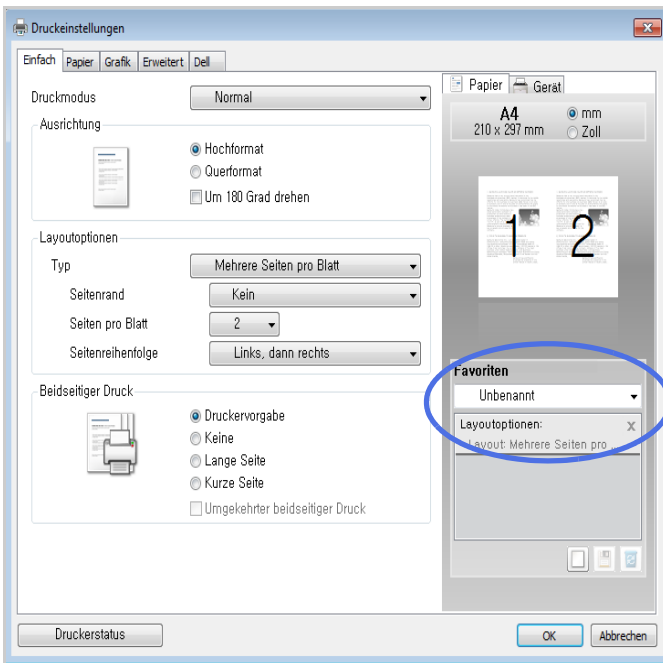 Druckeinstellungen
Einfach Papier Grafik Erweitert Dell
Druckmodus Normal
Ausrichtung
Hochformat
Querformat
Um 180 Grad drehen
Layoutoptionen
Typ Mehrere Seiten pro Blatt
Seitenrand Kein
Seiten pro Blatt 2
Seitenreihenfolge Links, dann rechts
Beidseitiger Druck
Druckervorgabe
Keine
Lange Seite
Kurze Seite
Umgekehrter beidseitiger Druck
Papier Gerät
A4 mm
210 x 297 mm Zoll
1 2
Favoriten
Unbenannt
Layoutoptionen: x
Layout: Mehrere Seiten pro ...
Druckerstatus OK Abbrechen